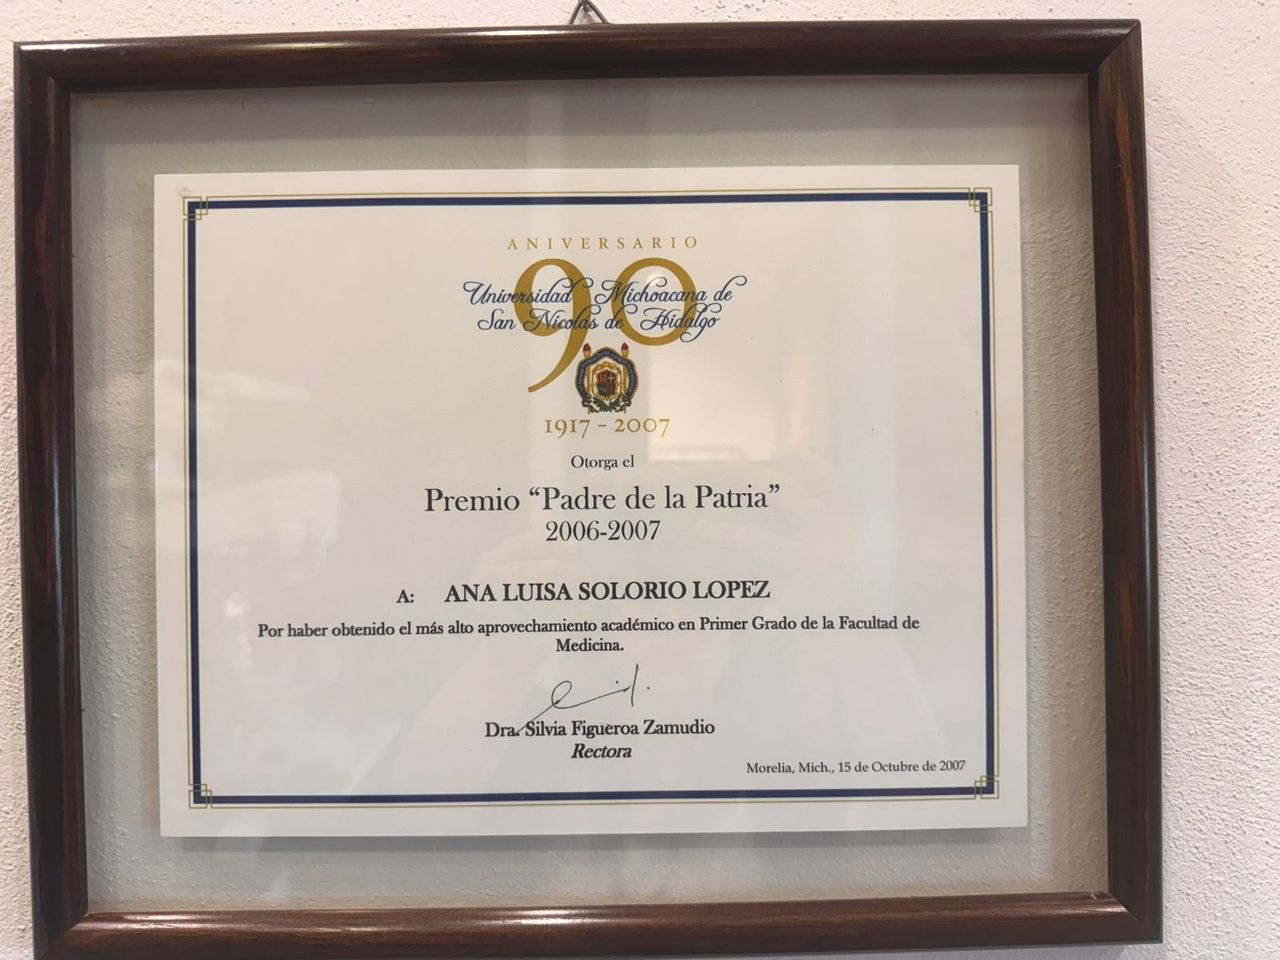 ANIVERSARIO
90
Universidad Michoacana de
San Nicolás de Hidalgo
1917 - 2007
Otorga el
Premio “Padre de la Patria”
2006-2007
A: ANA LUISA SOLORIO LOPEZ
Por haber obtenido el más alto aprovechamiento académico en Primer Grado de la Facultad de
Medicina.
Dra. Silvia Figueroa Zamudio
Rectora
Morelia, Mich., 15 de Octubre de 2007